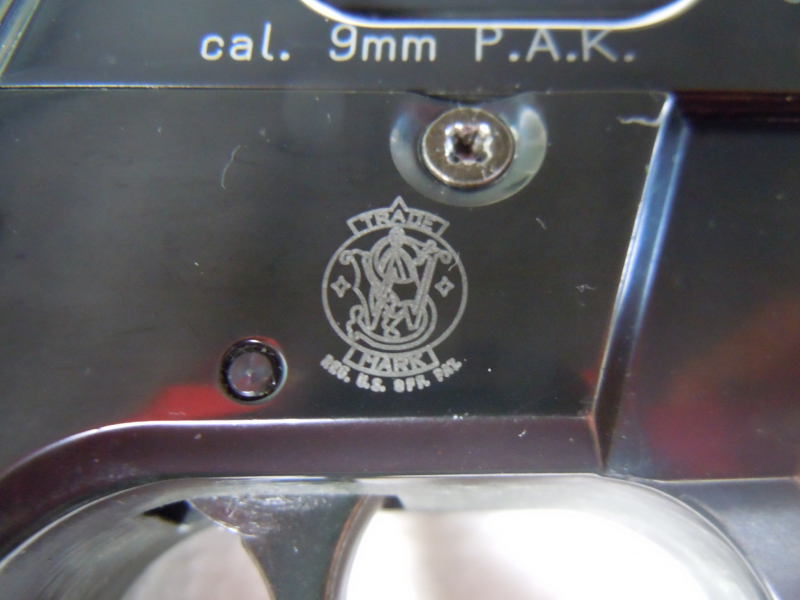 cal. 9mm P.A.K.
TRADE
S&W
MARK
REG. U.S. OFF. PAT.